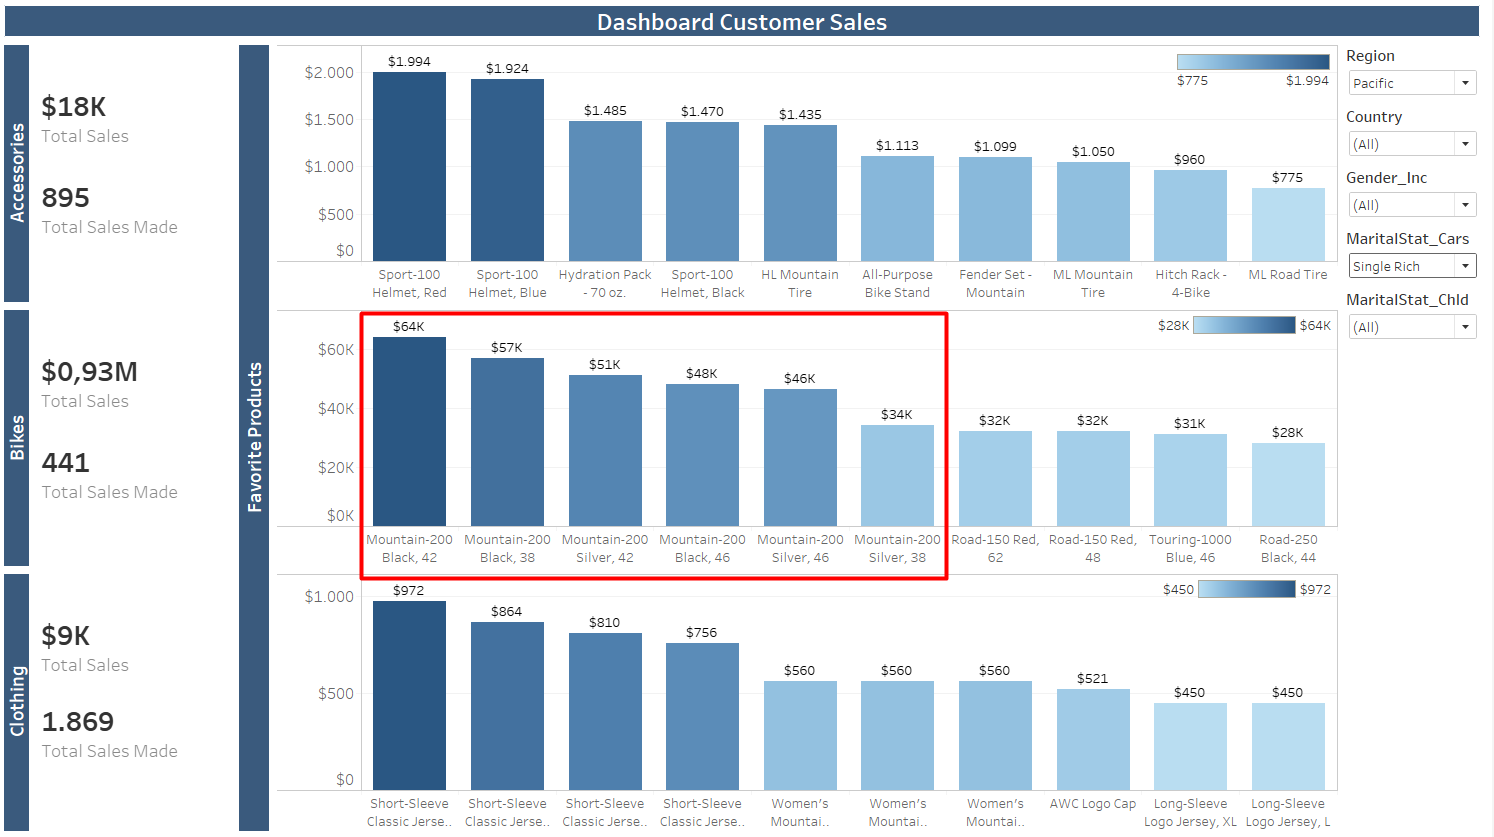 Dashboard Customer Sales
Accessories
$18K
Total Sales
895
Total Sales Made
Bikes
$0,93M
Total Sales
441
Total Sales Made
Clothing
$9K
Total Sales
1.869
Total Sales Made
Favorite Products
$2.000
$1.500
$1.000
$500
$0
$1.994
$1.924
$1.485
$1.470
$1.435
$1.113
$1.099
$1.050
$960
$775
$775 $1.994
Sport-100
Helmet, Red
Sport-100
Helmet, Blue
Hydration Pack
- 70 oz.
Sport-100
Helmet, Black
HL Mountain
Tire
All-Purpose
Bike Stand
Fender Set -
Mountain
ML Mountain
Tire
Hitch Rack -
4-Bike
ML Road Tire
$60K
$40K
$20K
$0K
$64K
$57K
$51K
$48K
$46K
$34K
$32K
$32K
$31K
$28K
$28K $64K
Mountain-200
Black, 42
Mountain-200
Black, 38
Mountain-200
Silver, 42
Mountain-200
Black, 46
Mountain-200
Silver, 46
Mountain-200
Silver, 38
Road-150 Red,
62
Road-150 Red,
48
Touring-1000
Blue, 46
Road-250
Black, 44
$1.000
$500
$0
$972
$864
$810
$756
$560
$560
$560
$521
$450
$450
$450 $972
Short-Sleeve
Classic Jerse..
Short-Sleeve
Classic Jerse..
Short-Sleeve
Classic Jerse..
Short-Sleeve
Classic Jerse..
Women's
Mountai..
Women's
Mountai..
Women's
Mountai..
AWC Logo Cap
Long-Sleeve
Logo Jersey, XL
Long-Sleeve
Logo Jersey, L
Region
Pacific
Country
(All)
Gender_Inc
(All)
MaritalStat_Cars
Single Rich
MaritalStat_Chld
(All)